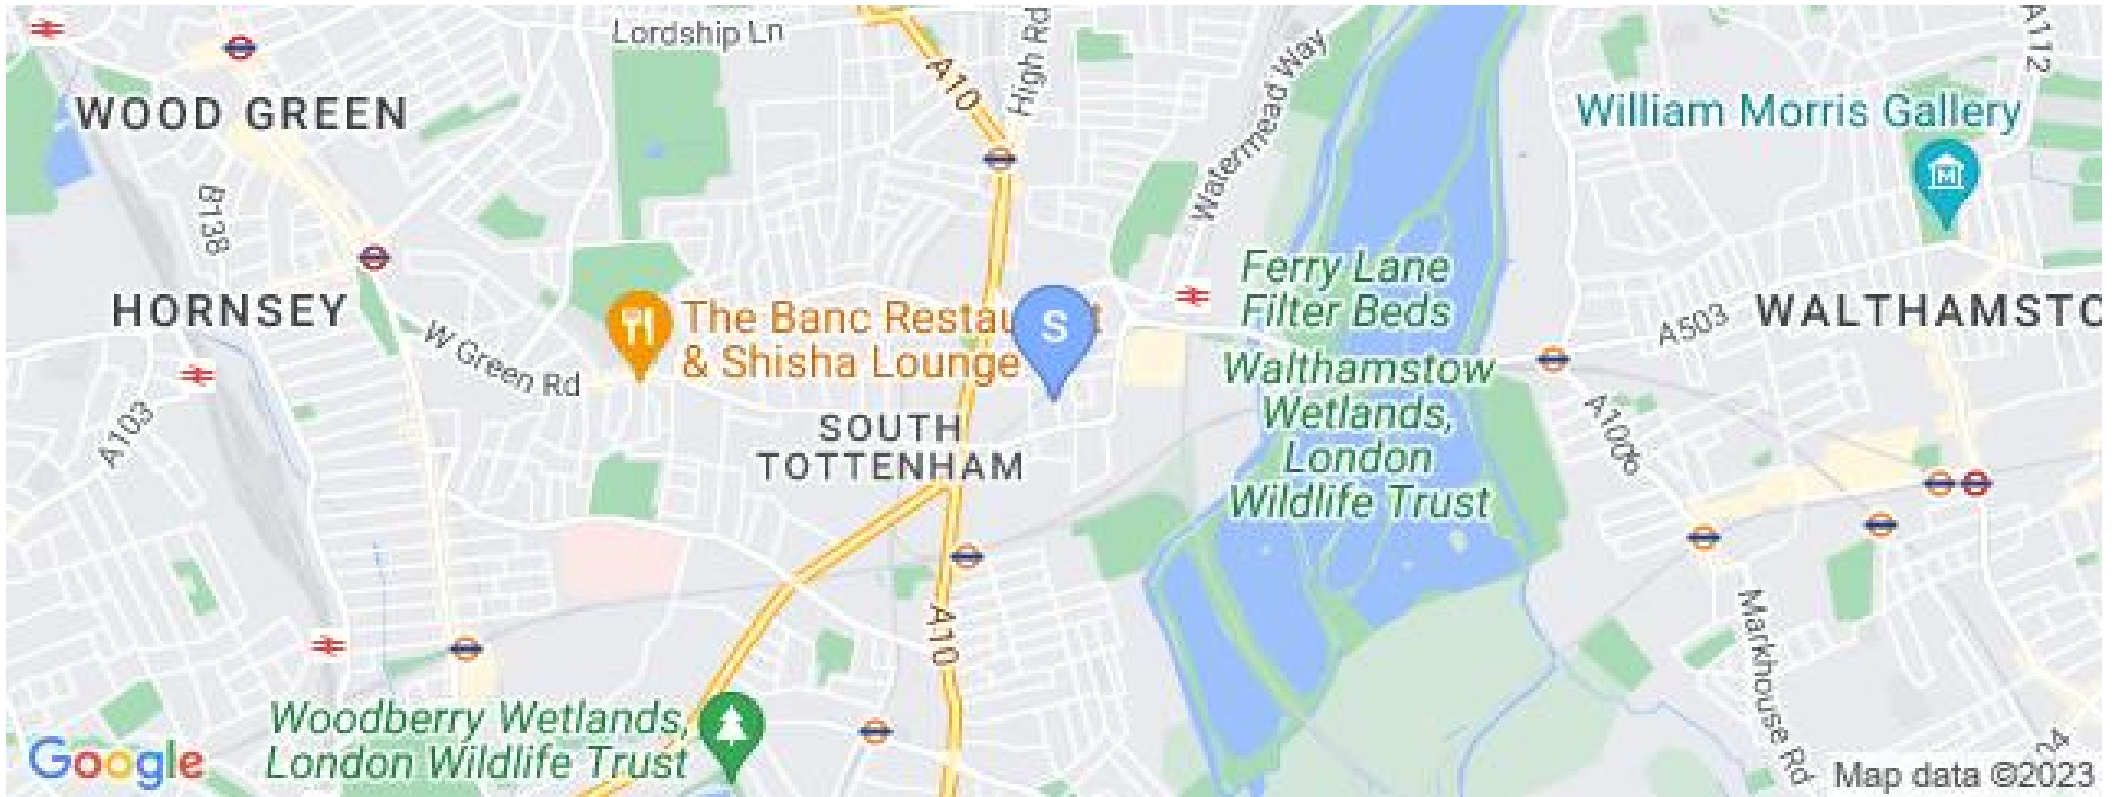 Lordship Ln
A10
High Rd
Watermead Way
A112
WOOD GREEN
William Morris Gallery
B138
HORNSEY
W Green Rd
The Banc Restau t
& Shisha Lounge
S
Ferry Lane
Filter Beds
A503
WALTHAMSTO
Walthamstow
Wetlands,
London
Wildlife Trust
A103
SOUTH
TOTTENHAM
A1006
A10
Markhouse Rd
Woodberry Wetlands,
London Wildlife Trust
Google
Map data ©2023